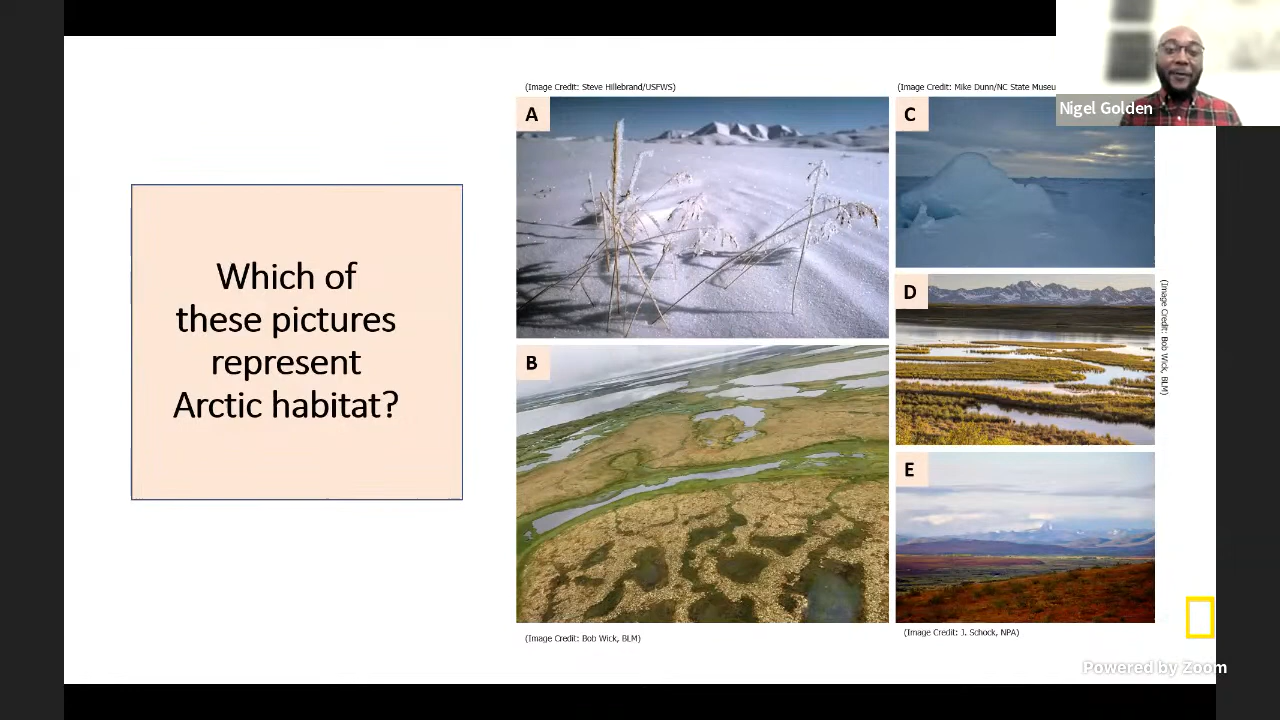 Which of
these pictures
represent
Arctic habitat?
(Image Credit: Steve Hillebrand/USFWS)
A
B
(Image Credit: Bob Wick, BLM)
(Image Credit: Mike Dunn/NC State Museu
C
D
(Image Credit: Bob Wick, BLM)
E
(Image Credit: J. Schock, NPA)
Nigel Golden
Powered by Zoom